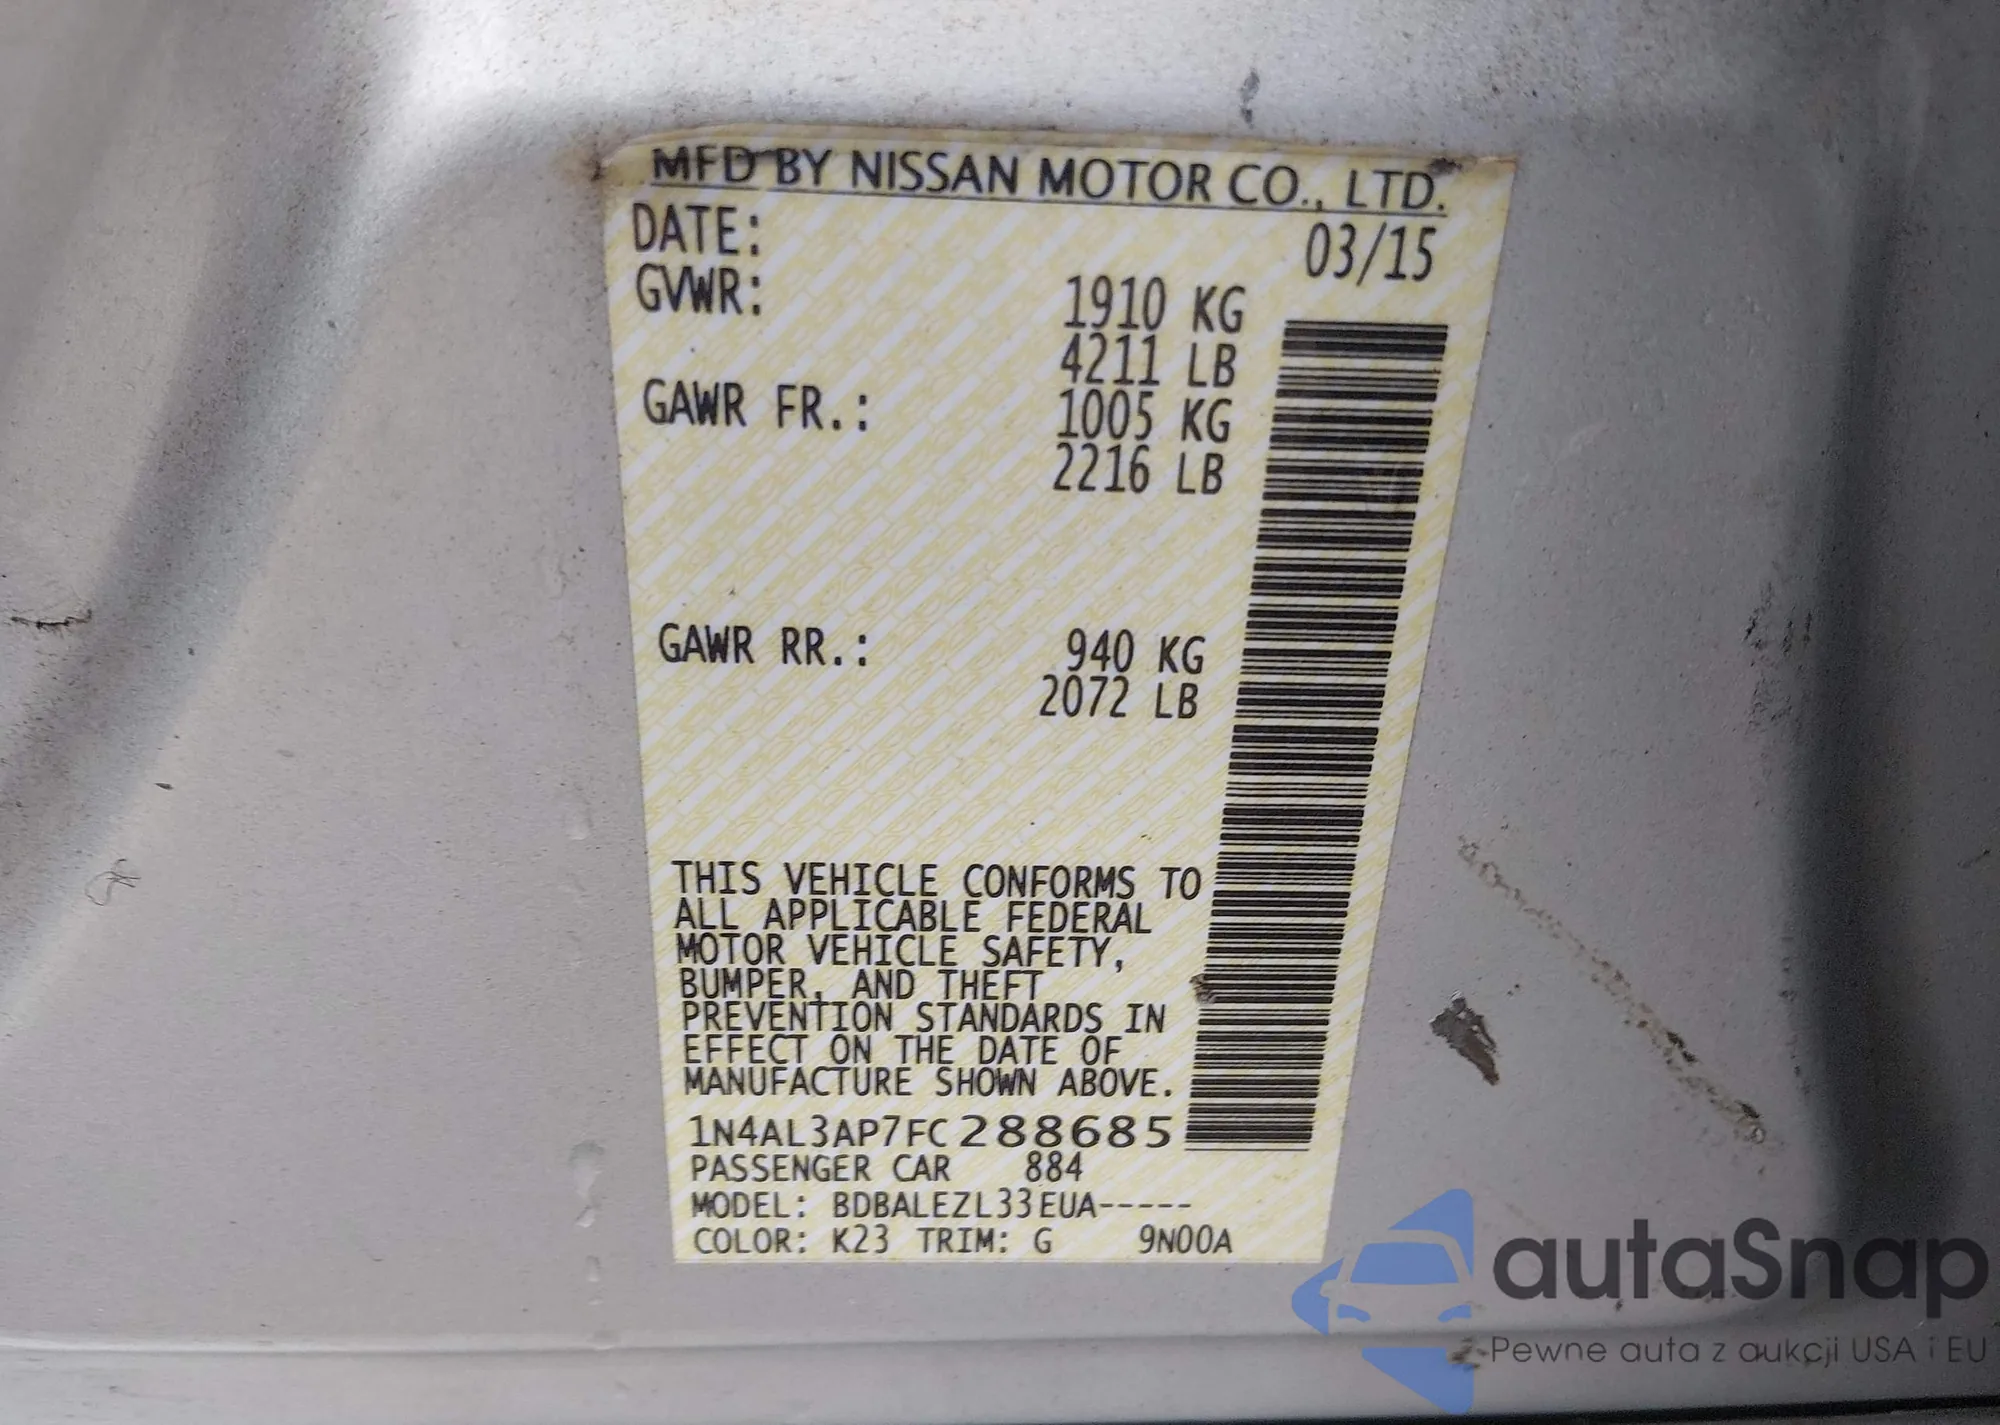 MFD BY NISSAN MOTOR CO., LTD.
DATE: 03/15
GVWR: 1910 KG
4211 LB
GAWR FR.: 1005 KG
2216 LB
GAWR RR.: 940 KG
2072 LB
THIS VEHICLE CONFORMS TO
ALL APPLICABLE FEDERAL
MOTOR VEHICLE SAFETY,
BUMPER, AND THEFT
PREVENTION STANDARDS IN
EFFECT ON THE DATE OF
MANUFACTURE SHOWN ABOVE.
1N4AL3AP7FC288685
PASSENGER CAR 884
MODEL: BDBALEZL33EUA-----
COLOR: K23 TRIM: G 9N00A
autaSnap
Pewne auta z aukcji USA i EU